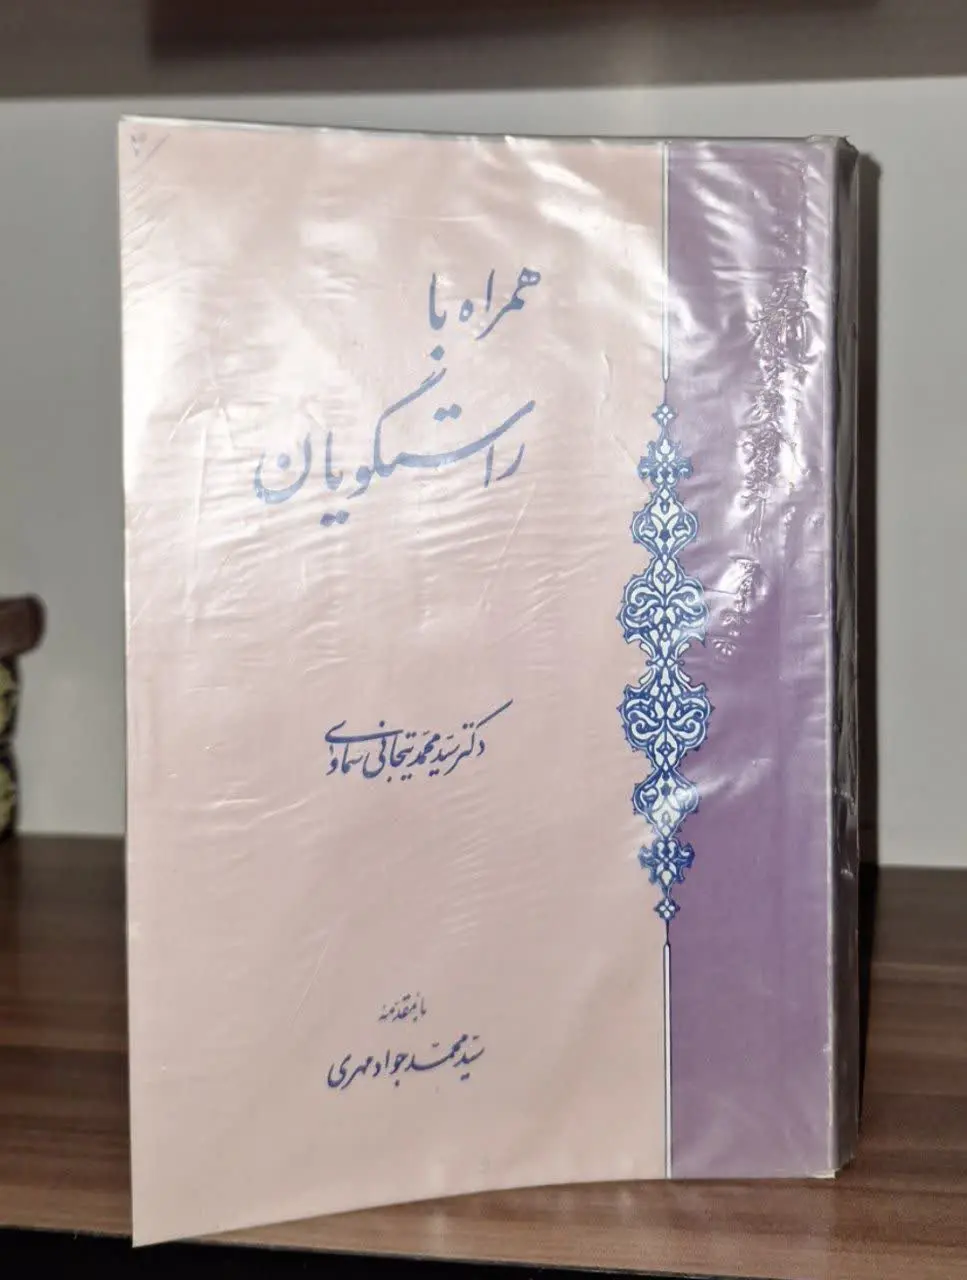 همراه با
راستگویان
دکتر سید محمد تیجانی سماوی
با مقدمه
سید محمد جواد مهری